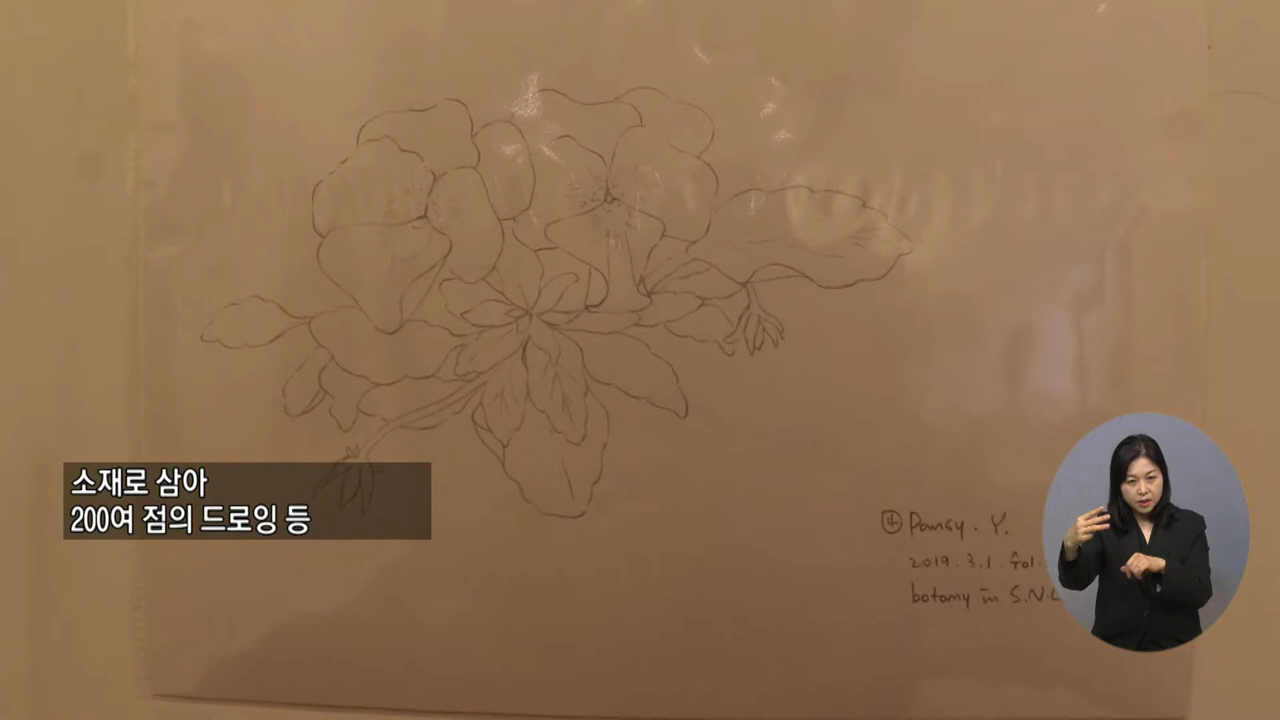 소재로 삼아
200여 점의 드로잉 등
④ Pansy. Y.
2019. 3. 1.
botany in S.N.